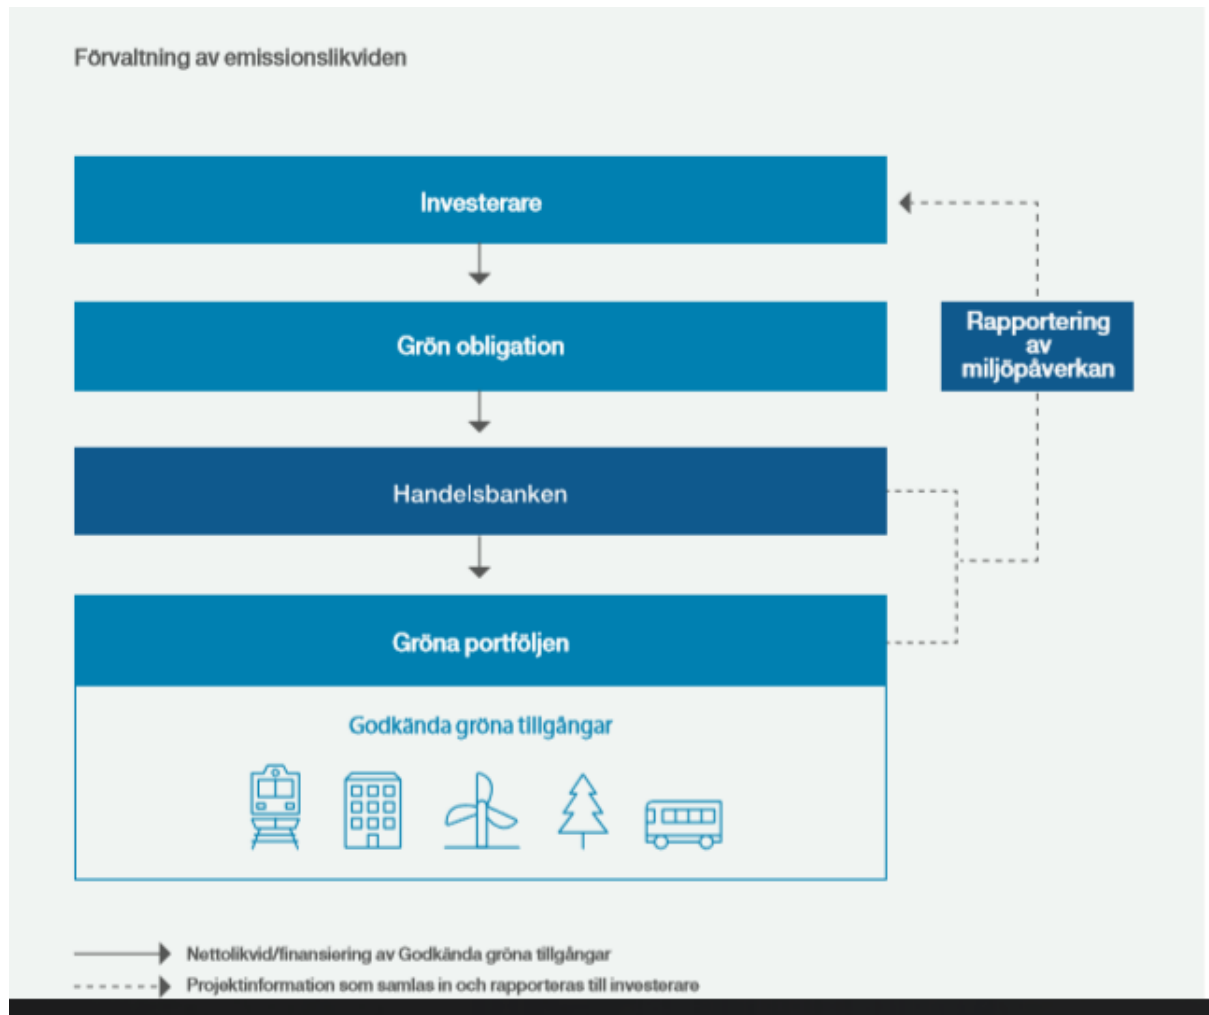 Förvaltning av emissionslikviden
Investerare
Grön obligation
Rapportering
av
miljöpåverkan
Handelsbanken
Gröna portföljen
Godkända gröna tillgångar
Nettolikvid/finansiering av Godkända gröna tillgångar
Projektinformation som samlas in och rapporteras till investerare